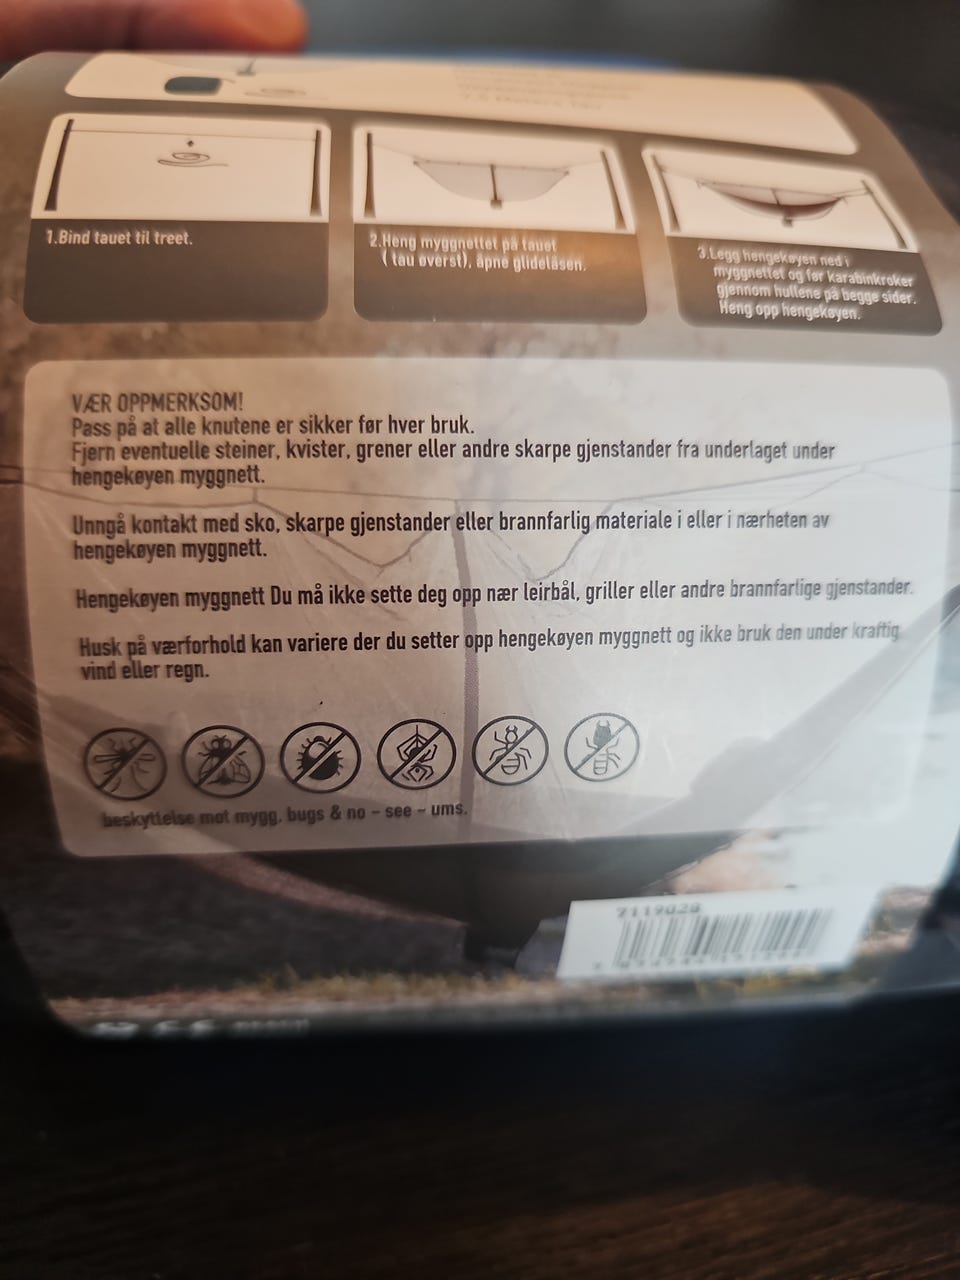 1.Bind tauet til treet.
2.Heng myggnettet på tauet
( tau øverst), åpne glidelåsen.
3.Legg hengekøyen ned i
myggnettet og før karabinkroker
gjennom hullene på begge sider.
Heng opp hengekøyen.
VÆR OPPMERKSOM!
Pass på at alle knutene er sikker før hver bruk.
Fjern eventuelle steiner, kvister, grener eller andre skarpe gjenstander fra underlaget under
hengekøyen myggnett.
Unngå kontakt med sko, skarpe gjenstander eller brannfarlig materiale i eller i nærheten av
hengekøyen myggnett.
Hengekøyen myggnett Du må ikke sette deg opp nær leirbål, griller eller andre brannfarlige gjenstander.
Husk på værforhold kan variere der du setter opp hengekøyen myggnett og ikke bruk den under kraftig
vind eller regn.
beskyttelse mot mygg, bugs & no – see – ums.
7119028